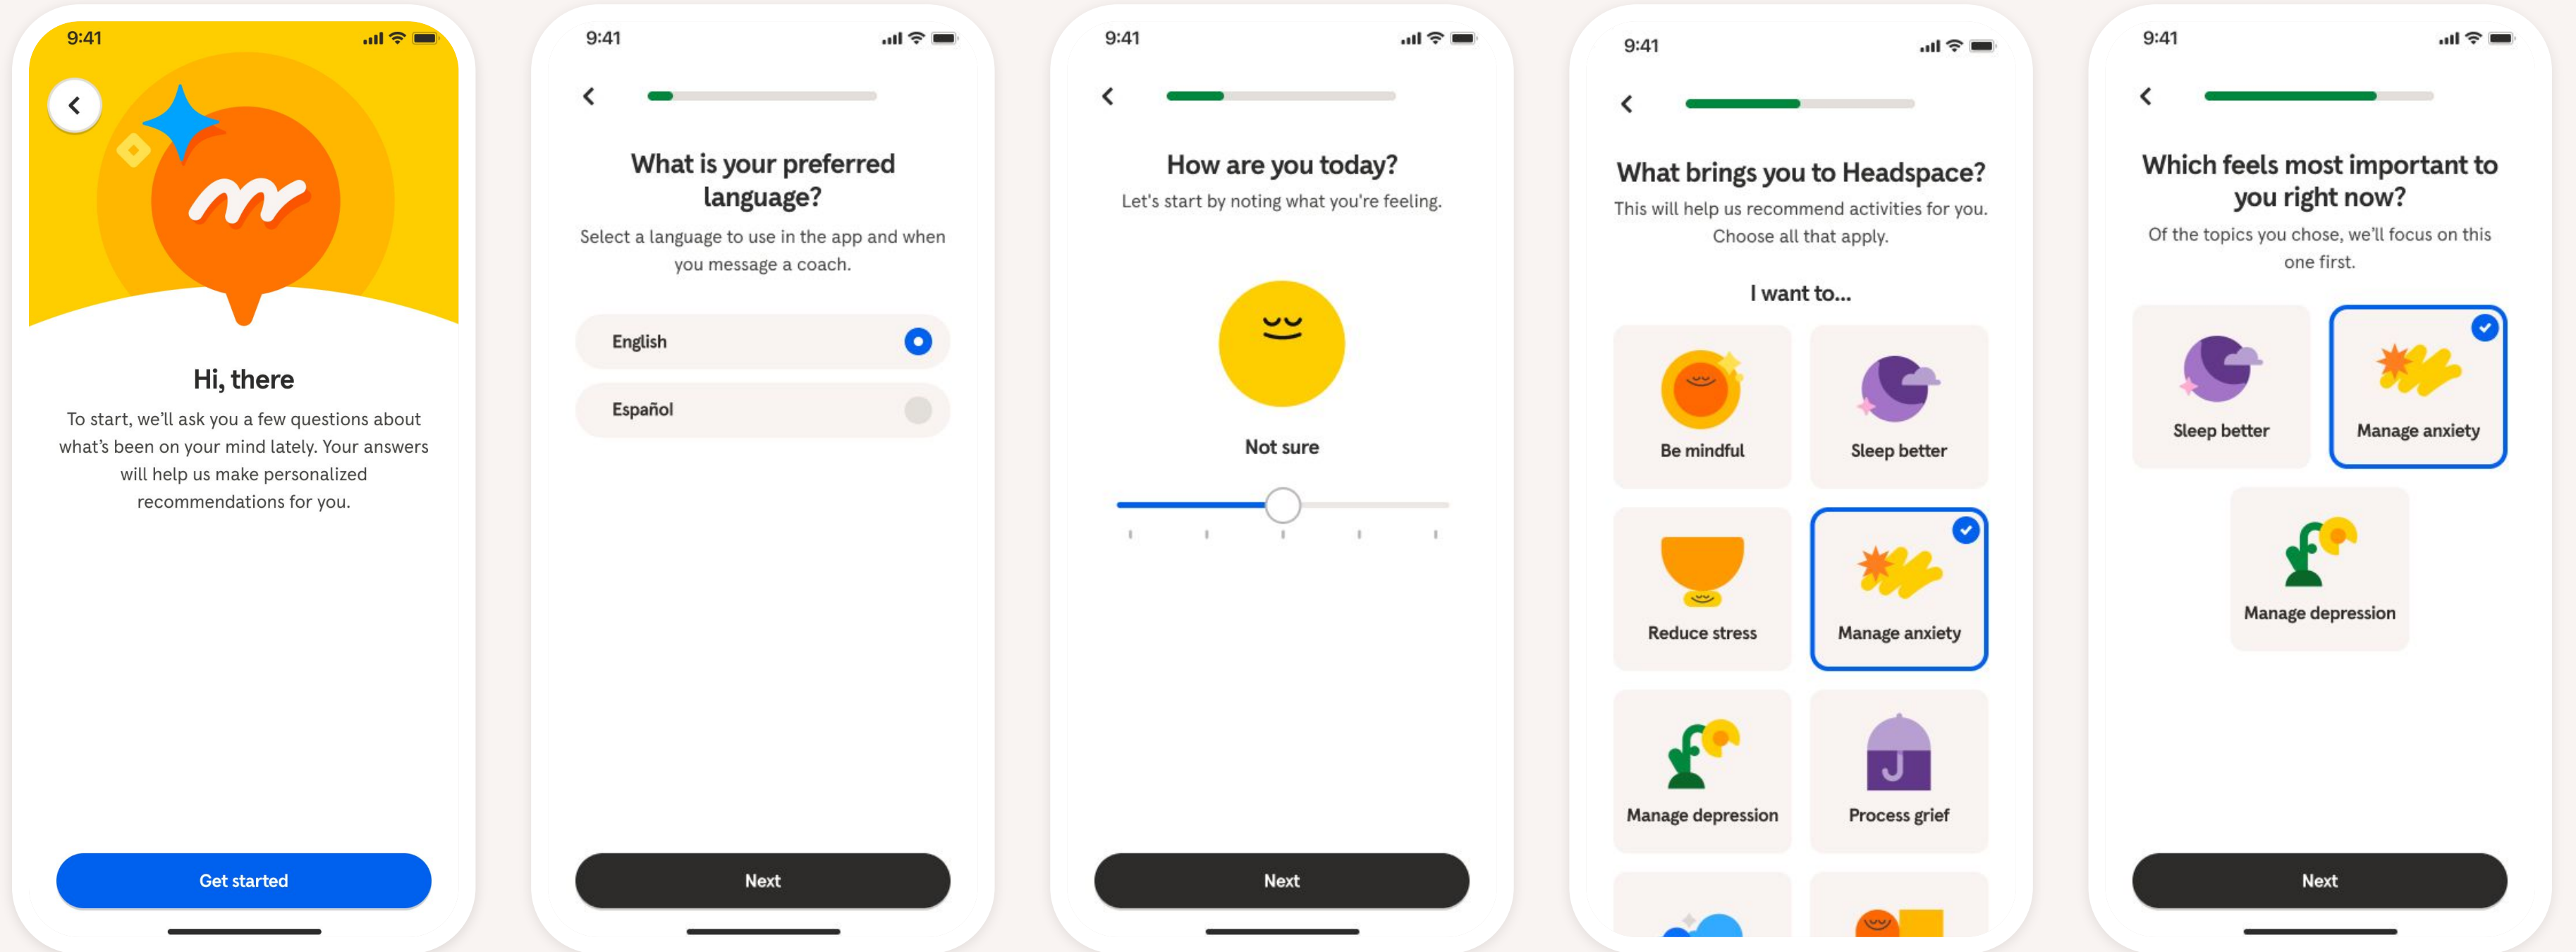 9:41
Hi, there
To start, we'll ask you a few questions about
what's been on your mind lately. Your answers
will help us make personalized
recommendations for you.
Get started
9:41
What is your preferred
language?
Select a language to use in the app and when
you message a coach.
English
Español
Next
9:41
How are you today?
Let's start by noting what you're feeling.
Not sure
Next
9:41
What brings you to Headspace?
This will help us recommend activities for you.
Choose all that apply.
I want to...
Be mindful
Sleep better
Reduce stress
Manage anxiety
Manage depression
Process grief
9:41
Which feels most important to
you right now?
Of the topics you chose, we'll focus on this
one first.
Sleep better
Manage anxiety
Manage depression
Next